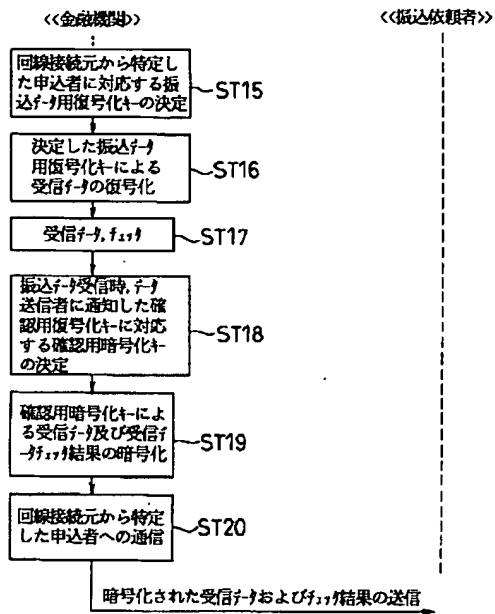 《金融機関》
《振込依頼者》
回線接続元から特定し
た申込者に対応する振
込データ用復号化キーの決定
ST15
決定した振込データ
用復号化キーによる
受信データの復号化
ST16
受信データ,チェック
ST17
振込データ受信時,データ
送信者に通知した確
認用復号化キーに対応
する確認用暗号化キー
の決定
ST18
確認用暗号化キーによ
る受信データ及び受信デ
ータチェック結果の暗号化
ST19
回線接続元から特定
した申込者への通信
ST20
暗号化された受信データおよびチェック結果の送信